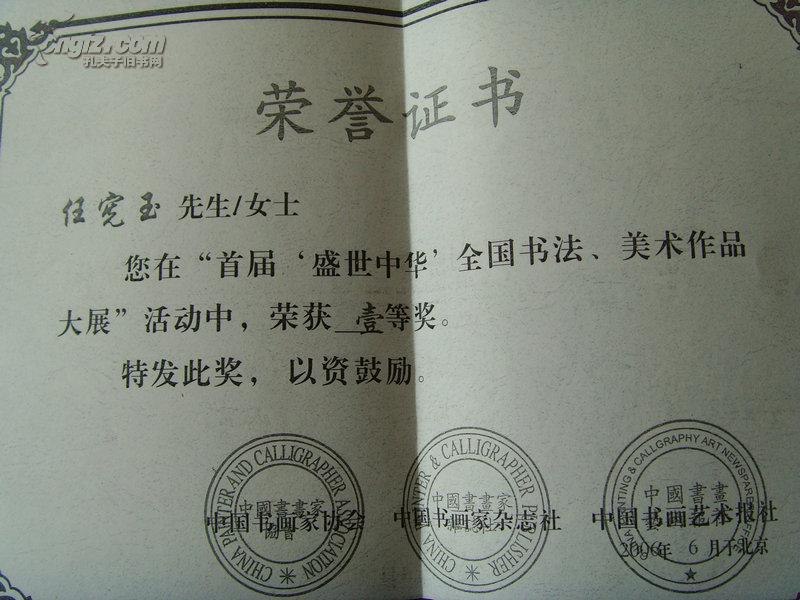 孔夫子旧书网
荣誉证书
任宪玉 先生/女士
您在“首届‘盛世中华’全国书法、美术作品
大展”活动中，荣获 壹等奖。
特发此奖，以资鼓励。
中国书画家协会 中国书画家杂志社 中国书画艺术报社
2006年 6 月于北京
CHINA PAINTER AND CALLIGRAPHER ASSOCIATION
中國書畫家
協會
CHINA PAINTER & CALLIGRAPHER PUBLISHER
中國書畫家
PAINTING & CALLGRAPHY ART NEWSPAPER OFFICE
中國書畫